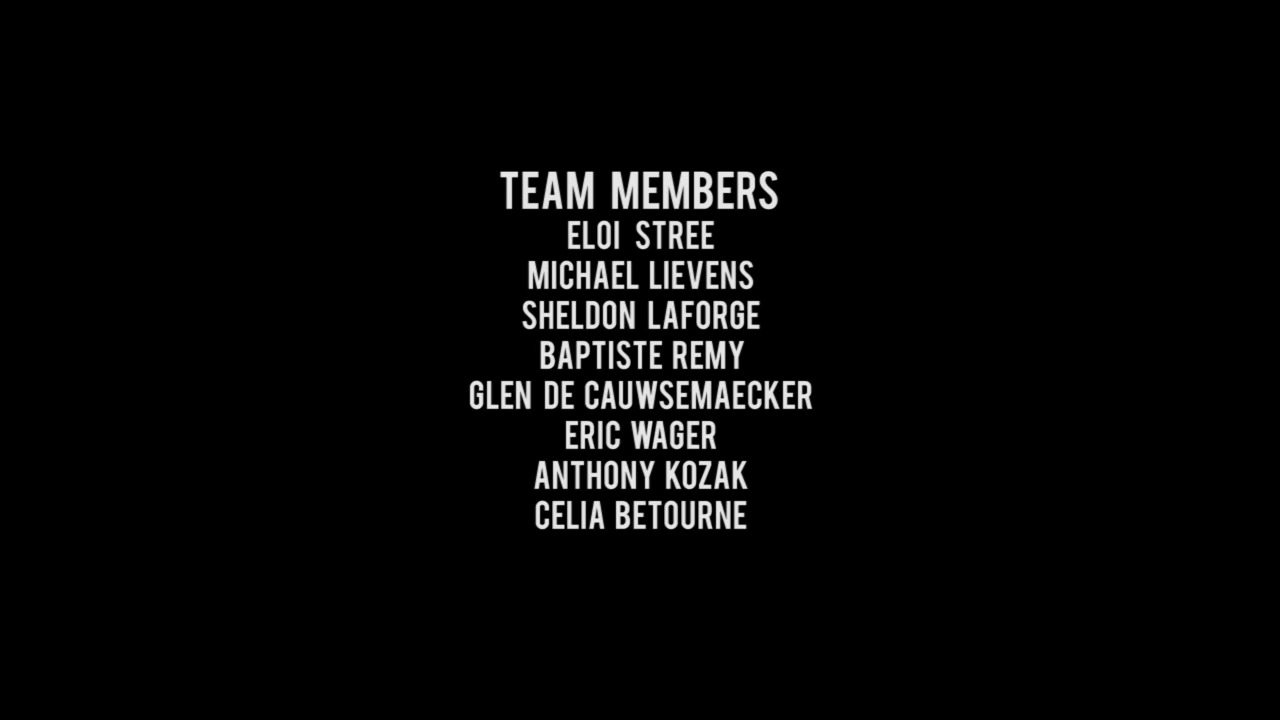 TEAM MEMBERS
ELOI STREE
MICHAEL LIEVENS
SHELDON LAFORGE
BAPTISTE REMY
GLEN DE CAUWSEMAECKER
ERIC WAGER
ANTHONY KOZAK
CELIA BETOURNE